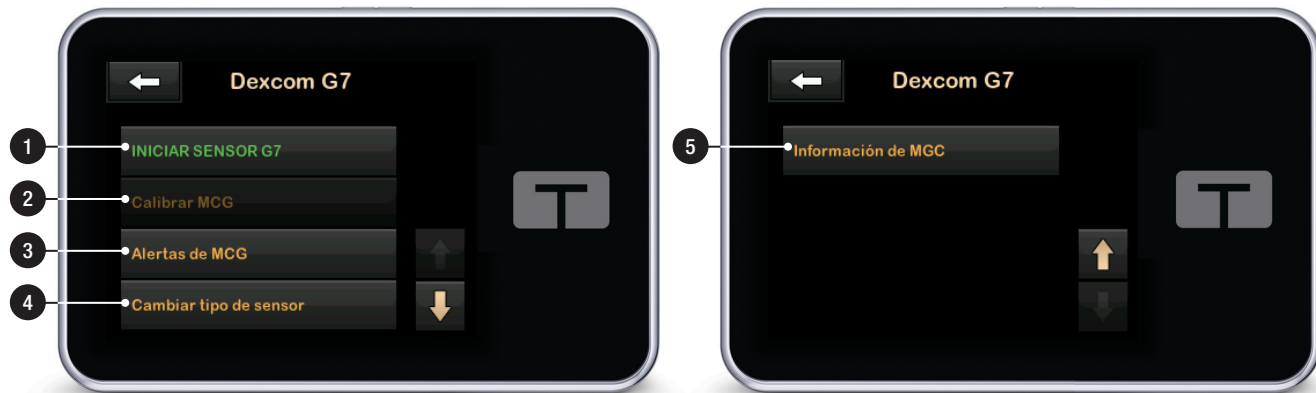 Dexcom G7
1 INICIAR SENSOR G7
2 Calibrar MCG
3 Alertas de MCG
4 Cambiar tipo de sensor
Dexcom G7
5 Información de MGC